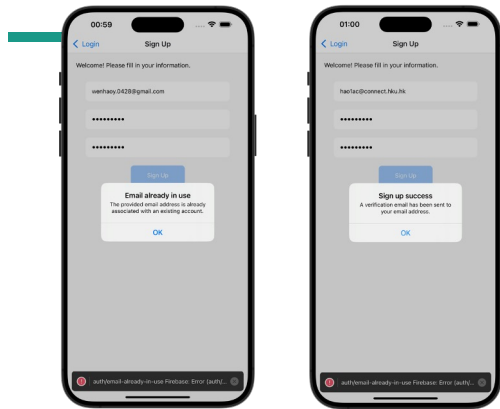 00:59
Login
Sign Up
Welcome! Please fill in your information.
wenhaoy.0428@gmail.com
•••••••••
•••••••••
Sign Up
Email already in use
The provided email address is already
associated with an existing account.
OK
auth/email-already-in-use Firebase: Error (auth/...
01:00
Login
Sign Up
Welcome! Please fill in your information.
hao1ac@connect.hku.hk
•••••••••
•••••••••
Sign Up
Sign up success
A verification email has been sent to
your email address.
OK
auth/email-already-in-use Firebase: Error (auth/...